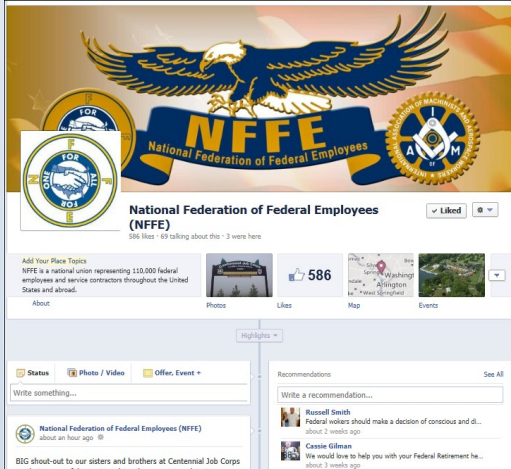 NFFE
National Federation of Federal Employees
INTERNATIONAL ASSOCIATION OF MACHINISTS AND AEROSPACE WORKERS
I A M
FOR ALL FOR ONE
N F F E
National Federation of Federal Employees
(NFFE)
586 likes · 69 talking about this · 3 were here
Liked
Add Your Place Topics
NFFE is a national union representing 110,000 federal
employees and service contractors throughout the United
States and abroad.
About
Photos
586
Likes
Silver
Spring
Washingt
Arlington
West Springfield
Map
Events
Highlights
Status
Photo / Video
Offer, Event +
Write something...
National Federation of Federal Employees (NFFE)
about an hour ago
BIG shout-out to our sisters and brothers at Centennial Job Corps
Recommendations
See All
Write a recommendation...
Russell Smith
Federal wokers should make a decision of conscious and di...
about 2 weeks ago
Cassie Gilman
We would love to help you with your Federal Retirement he...
about 3 weeks ago